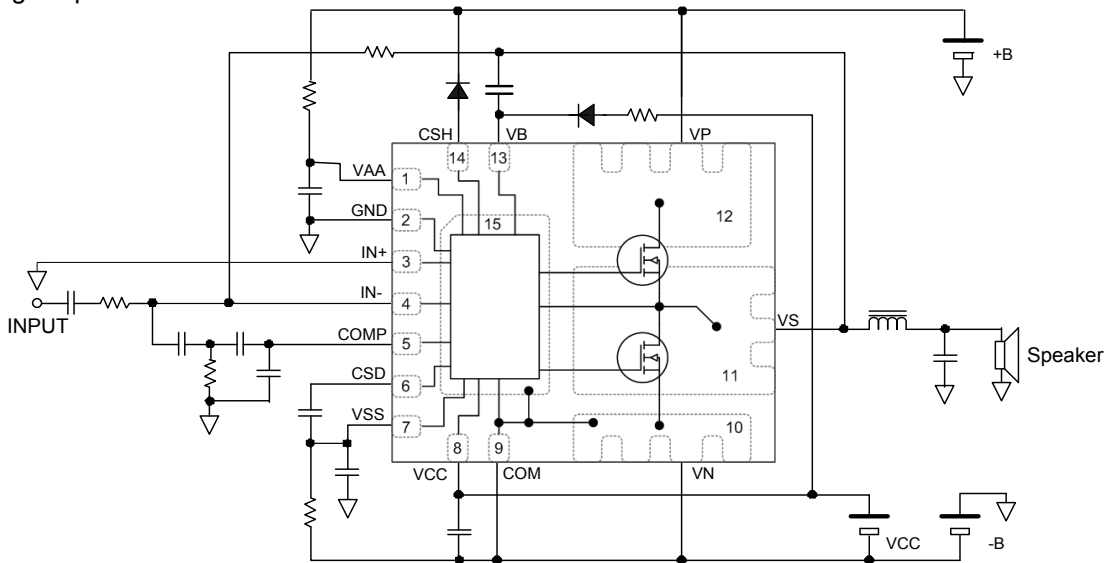 +B
CSH
VB
VP
14
13
VAA
1
12
GND
2
15
IN+
3
IN-
4
INPUT
VS
COMP
5
Speaker
CSD
6
11
VSS
7
10
8
9
VCC
COM
VN
VCC
-B